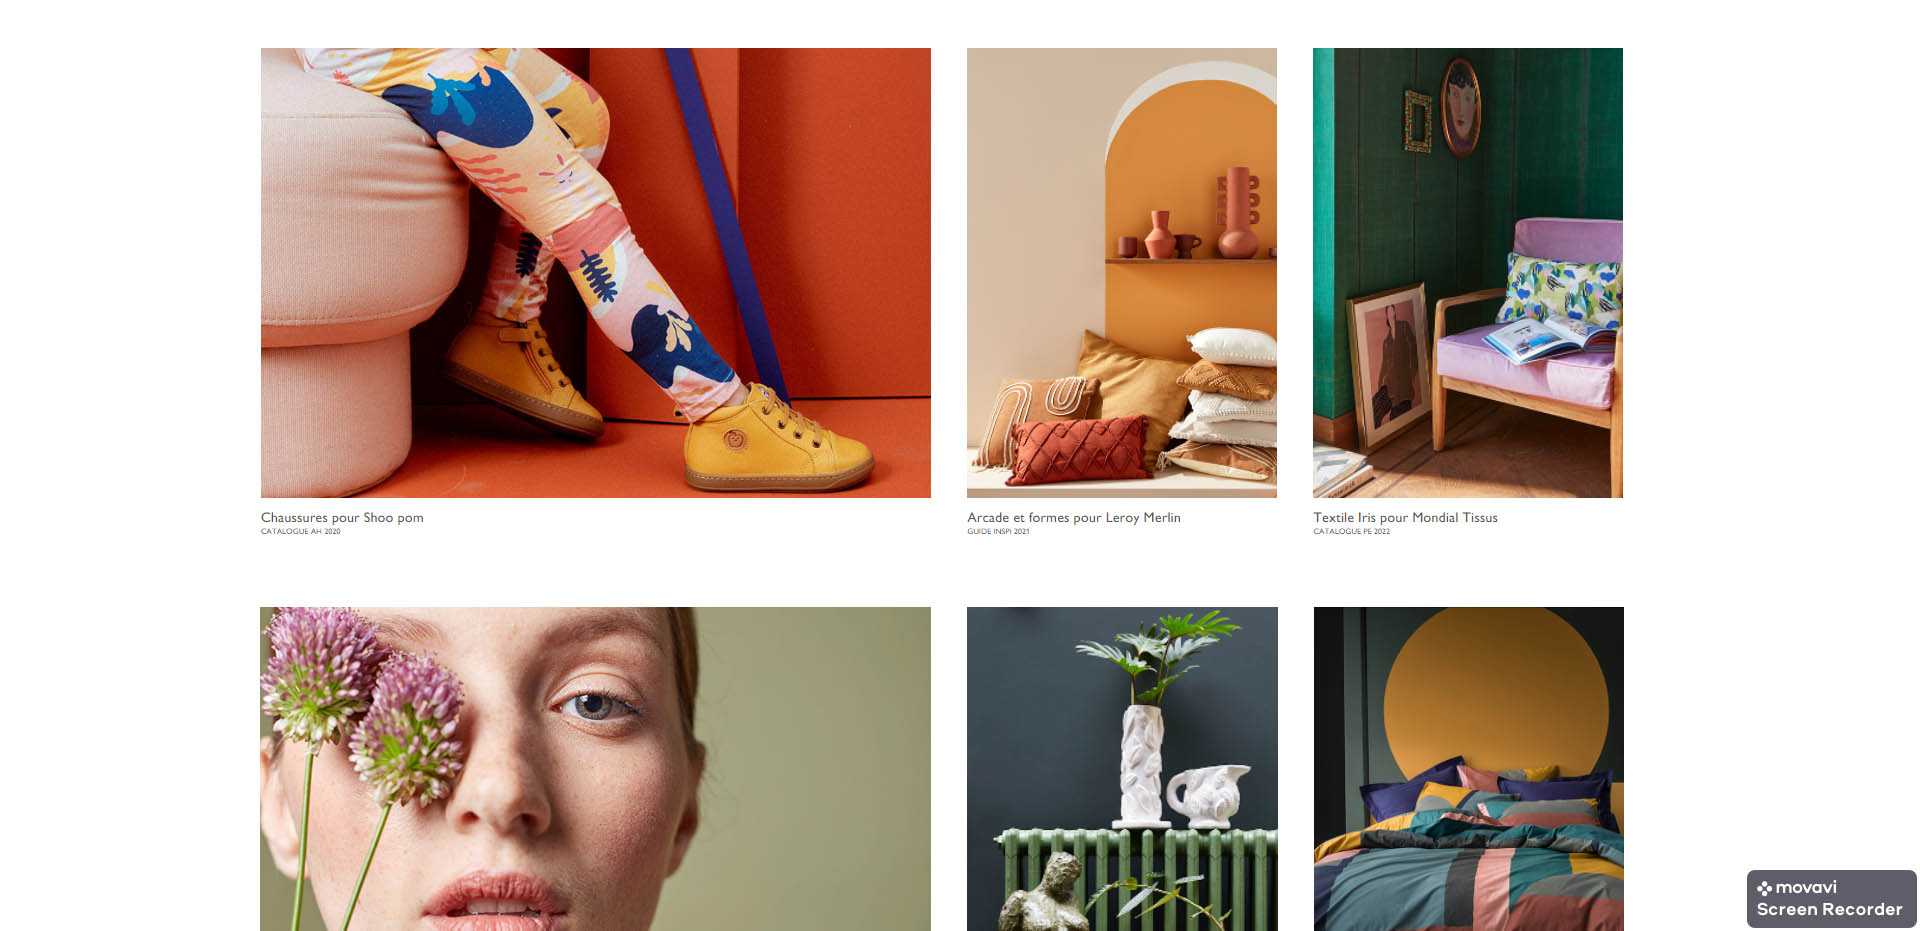 Chaussures pour Shoo pom
CATALOGUE AH 2020
Arcade et formes pour Leroy Merlin
GUIDE INSPI 2021
Textile Iris pour Mondial Tissus
CATALOGUE PE 2022
movavi
Screen Recorder